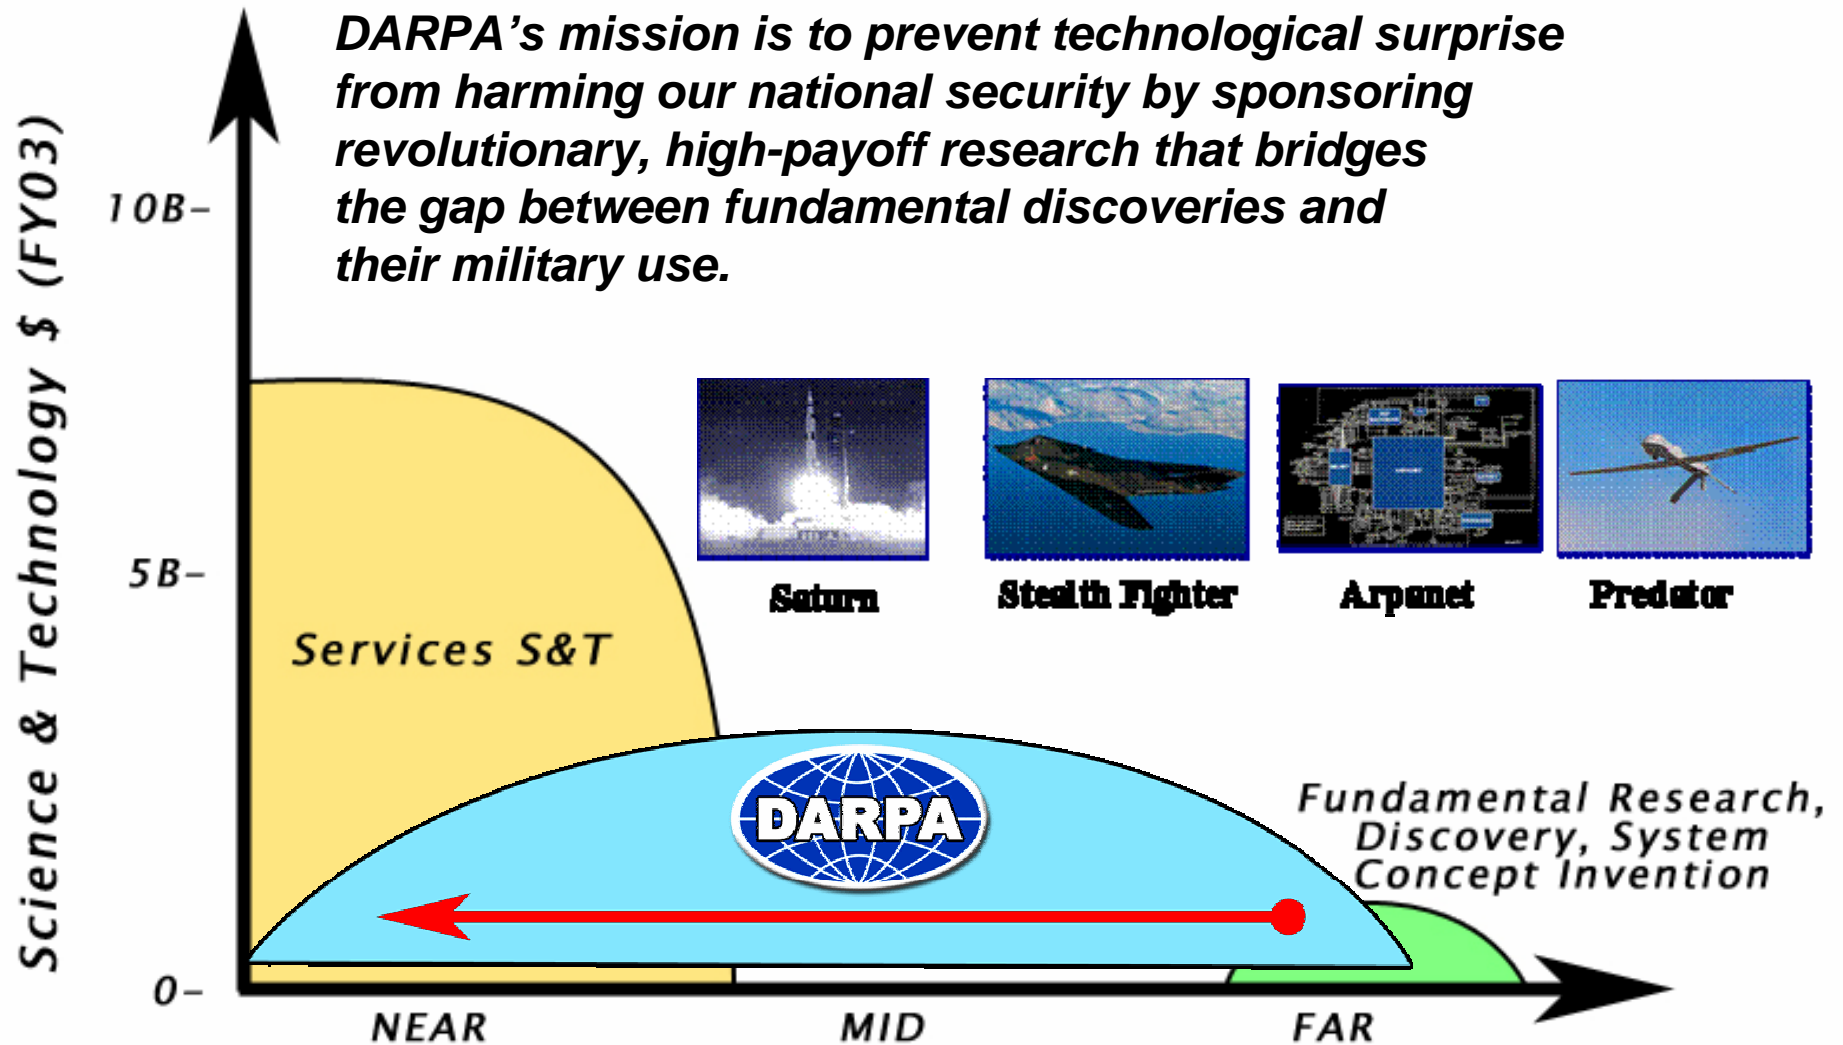 DARPA's mission is to prevent technological surprise
from harming our national security by sponsoring
revolutionary, high-payoff research that bridges
the gap between fundamental discoveries and
their military use.
Science & Technology $ (FY03)
10B-
5B-
0-
Saturn
Stealth Fighter
Arpanet
Predator
Services S&T
DARPA
Fundamental Research,
Discovery, System
Concept Invention
NEAR
MID
FAR